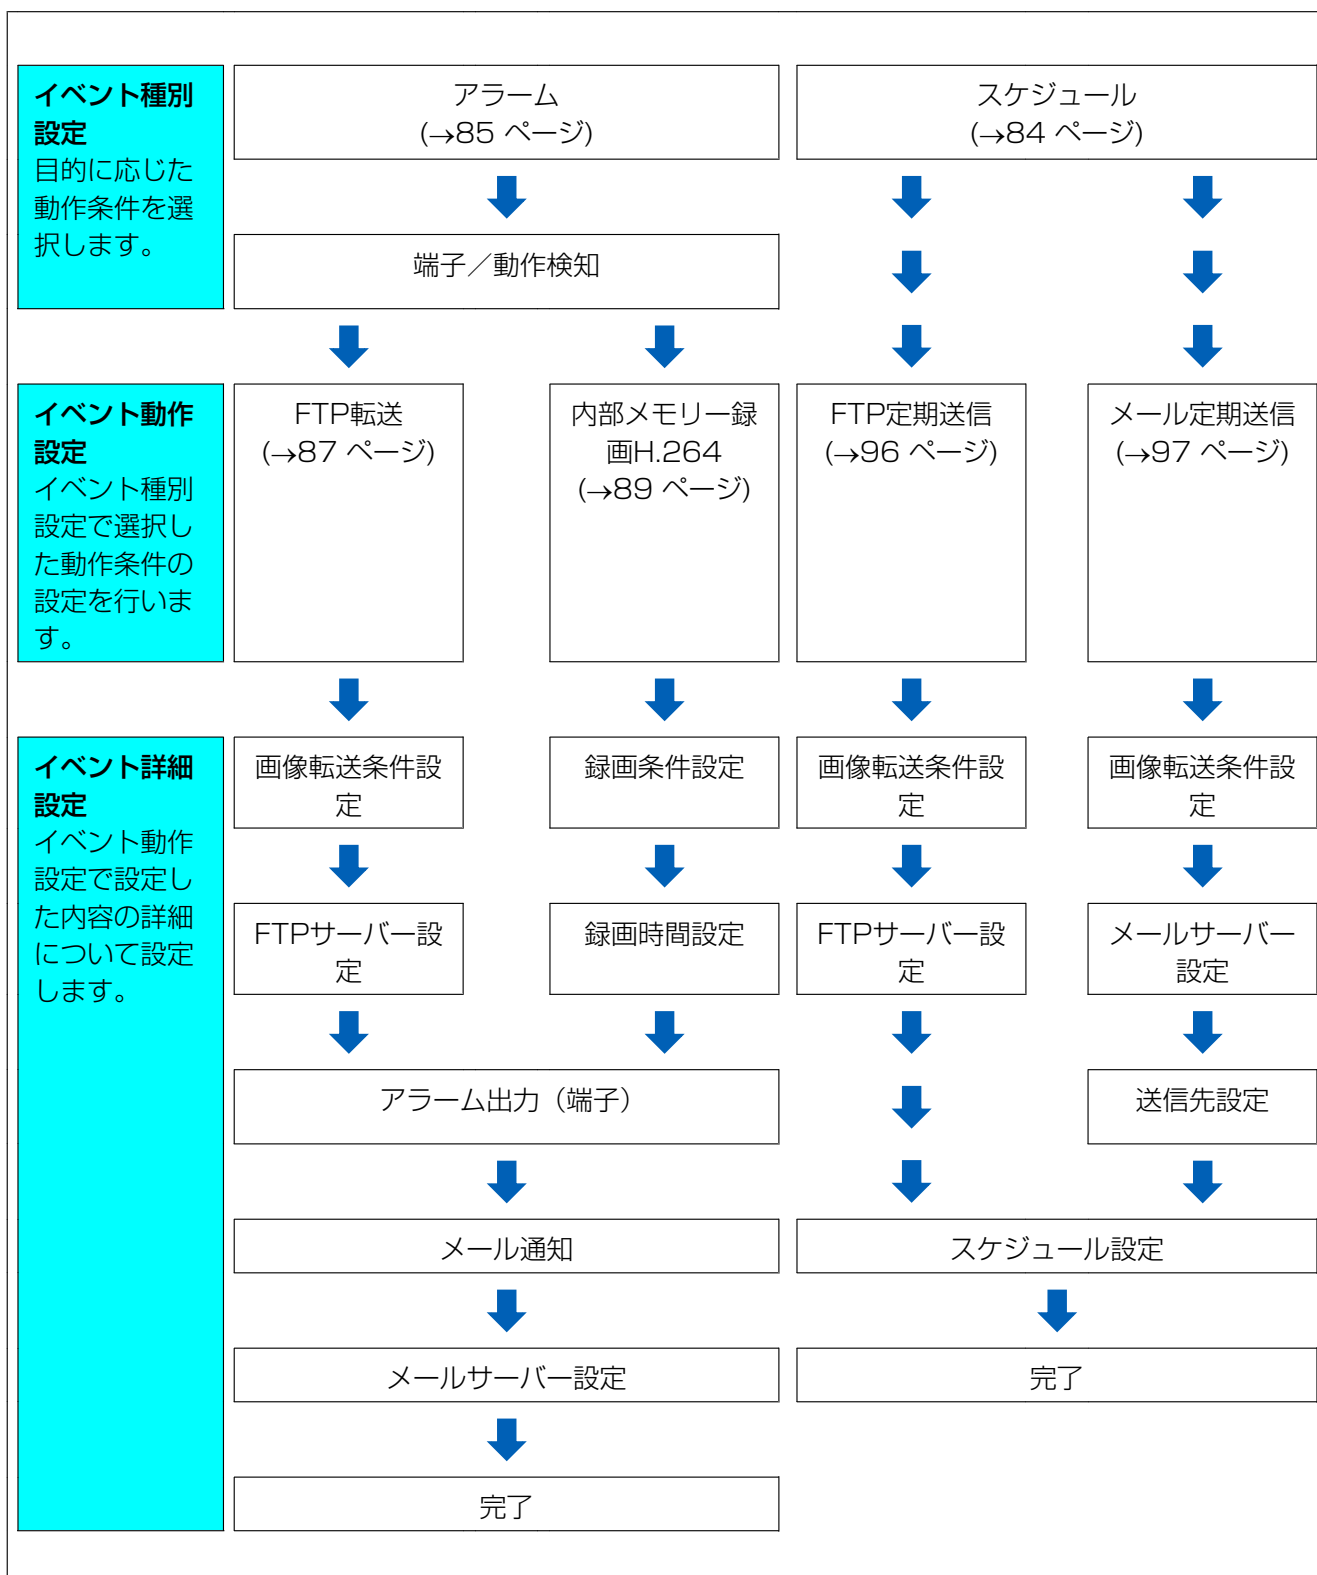 イベント種別
設定
目的に応じた
動作条件を選
択します。
アラーム
(→85 ページ)
スケジュール
(→84 ページ)
端子／動作検知
イベント動作
設定
イベント種別
設定で選択し
た動作条件の
設定を行いま
す。
FTP転送
(→87 ページ)
内部メモリー録
画H.264
(→89 ページ)
FTP定期送信
(→96 ページ)
メール定期送信
(→97 ページ)
イベント詳細
設定
イベント動作
設定で設定し
た内容の詳細
について設定
します。
画像転送条件設
定
録画条件設定
画像転送条件設
定
画像転送条件設
定
FTPサーバー設
定
録画時間設定
FTPサーバー設
定
メールサーバー
設定
アラーム出力（端子）
送信先設定
メール通知
スケジュール設定
メールサーバー設定
完了
完了